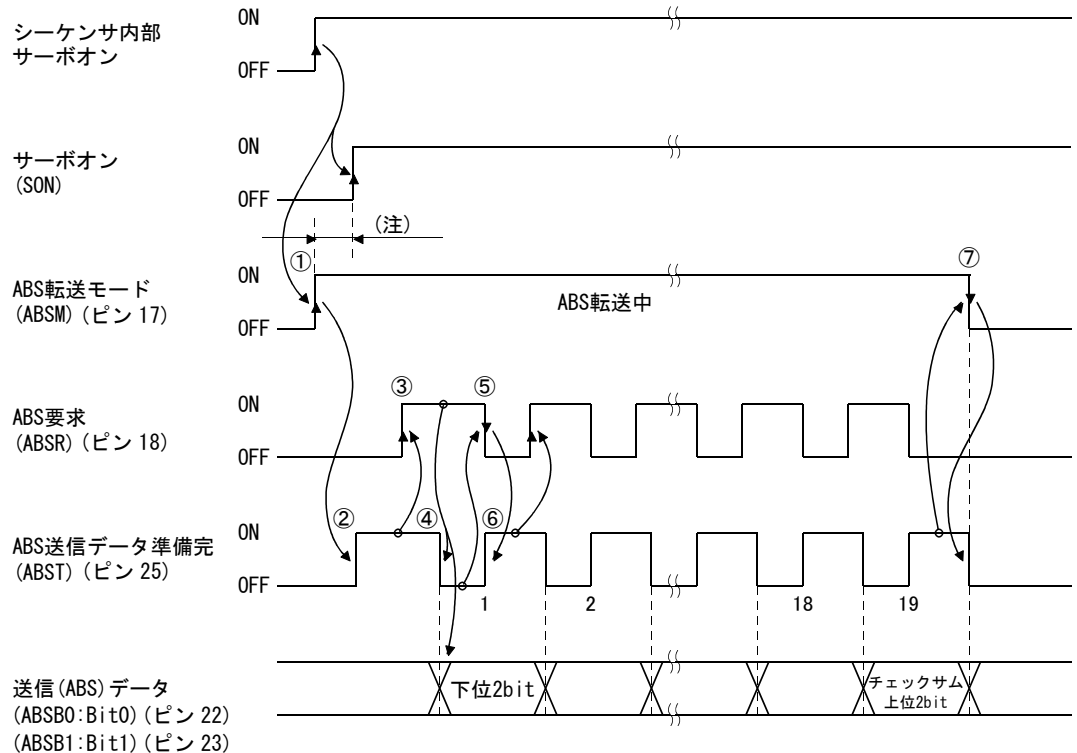 シーケンサ内部
サーボオン
ON
OFF
サーボオン
(SON)
ON
OFF
(注)
ABS転送モード
(ABSM)(ピン 17)
ON
OFF
①
ABS転送中
⑦
ABS要求
(ABSR)(ピン 18)
ON
OFF
③
⑤
ABS送信データ準備完
(ABST)(ピン 25)
ON
OFF
②
④
⑥
1
2
18
19
送信(ABS)データ
(ABSB0:Bit0)(ピン 22)
(ABSB1:Bit1)(ピン 23)
下位2bit
チェックサム
上位2bit